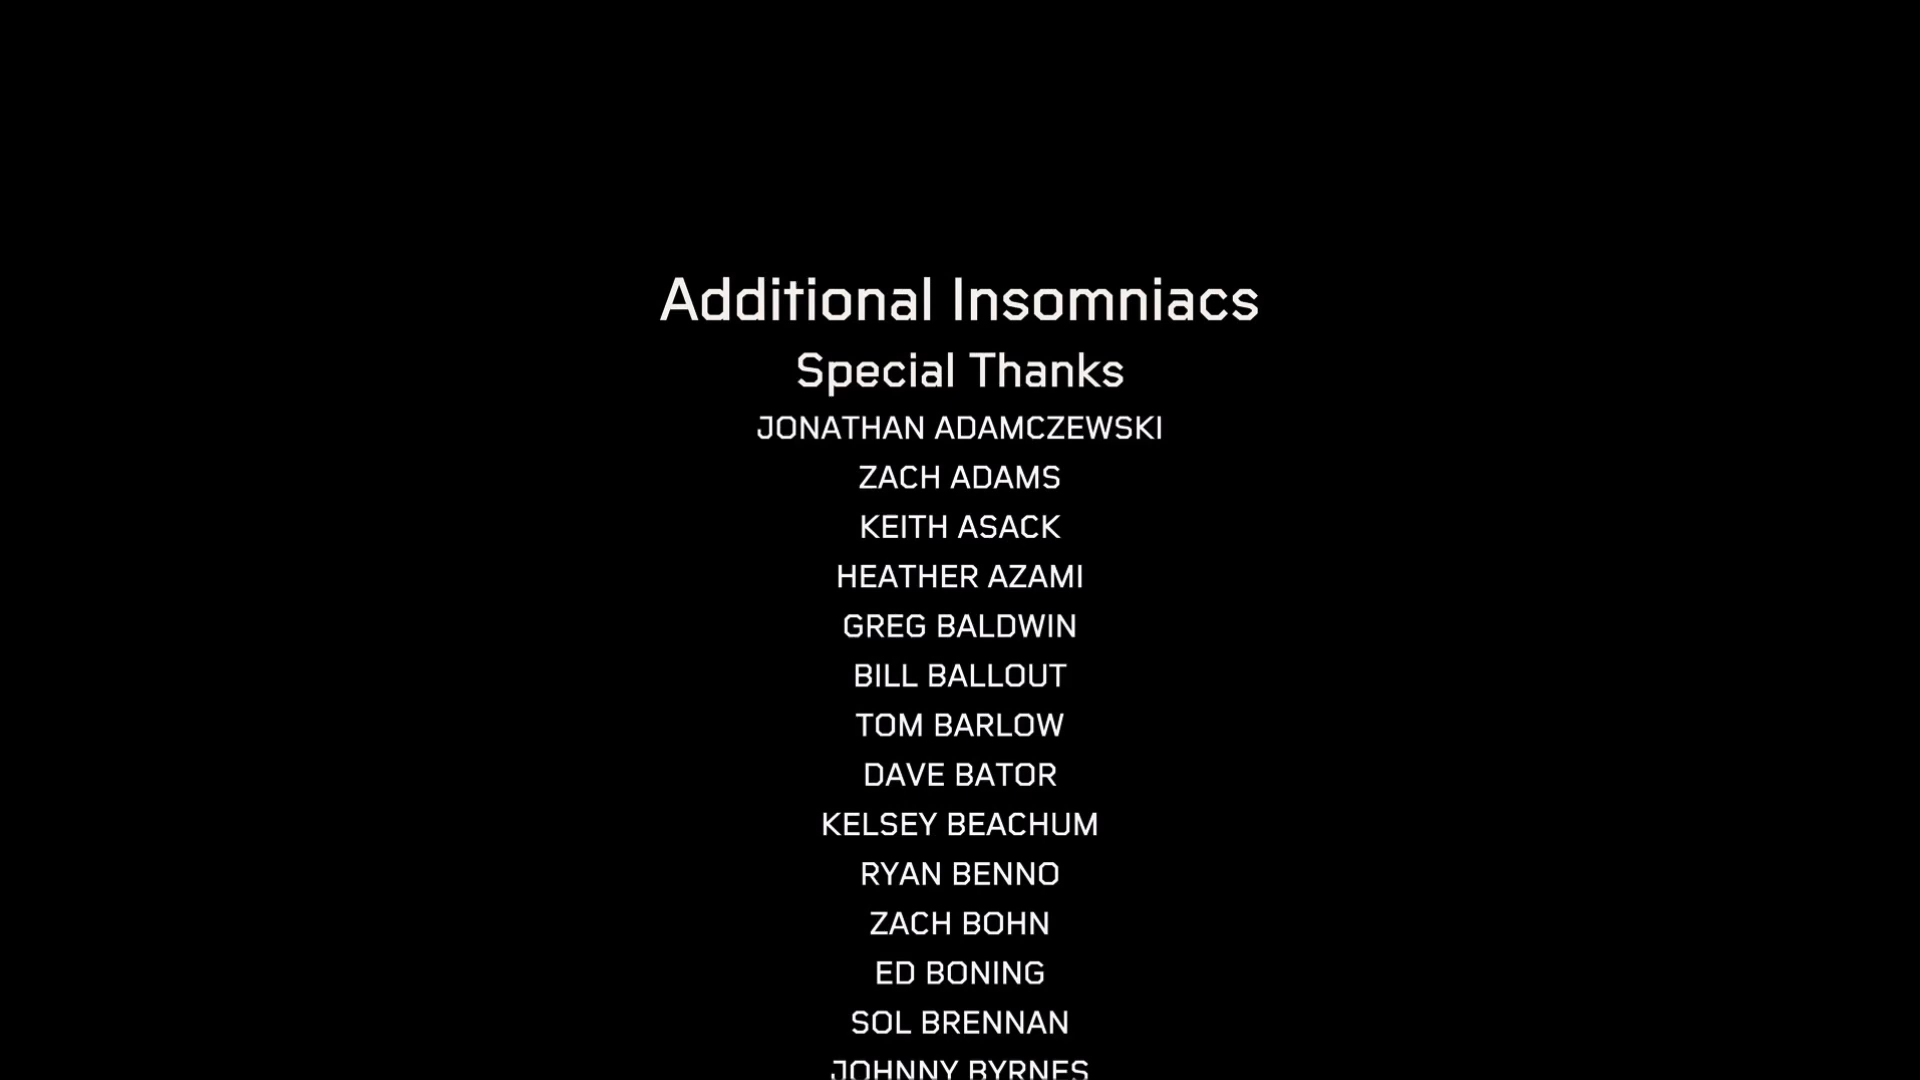 Additional Insomniacs
Special Thanks
JONATHAN ADAMCZEWSKI
ZACH ADAMS
KEITH ASACK
HEATHER AZAMI
GREG BALDWIN
BILL BALLOUT
TOM BARLOW
DAVE BATOR
KELSEY BEACHUM
RYAN BENNO
ZACH BOHN
ED BONING
SOL BRENNAN
JOHNNY BYRNES